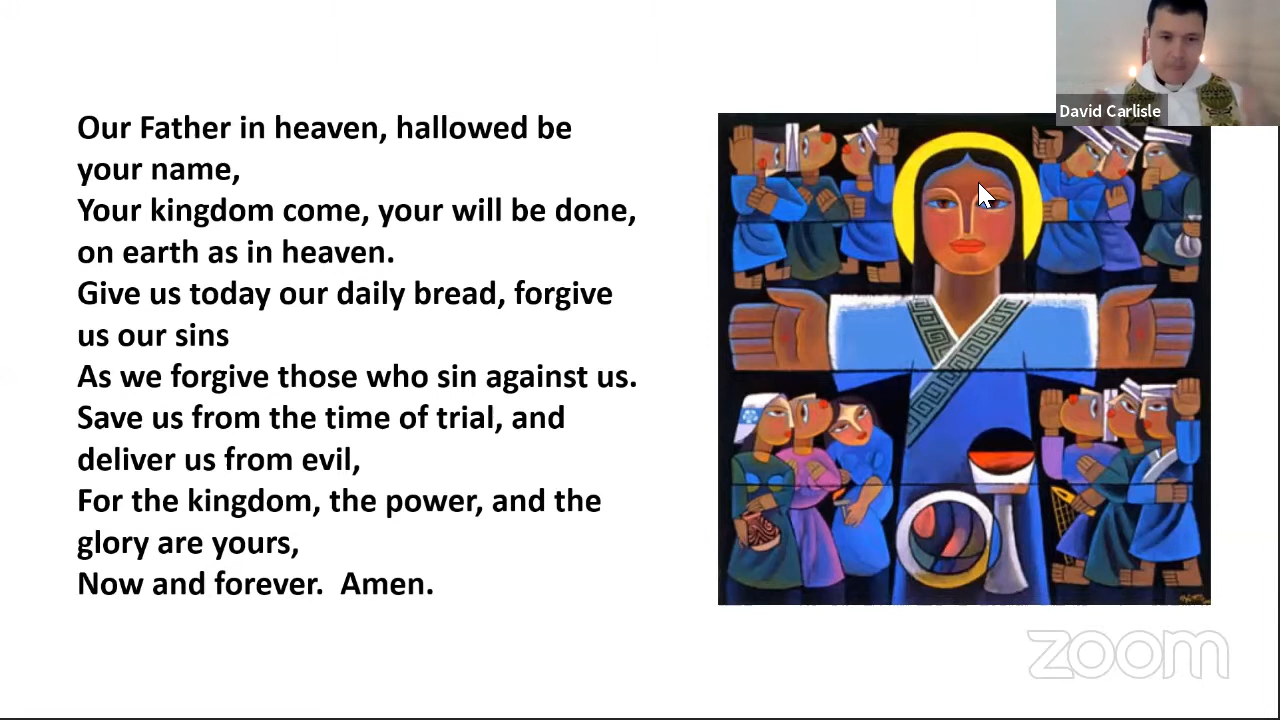 Our Father in heaven, hallowed be
your name,
Your kingdom come, your will be done,
on earth as in heaven.
Give us today our daily bread, forgive
us our sins
As we forgive those who sin against us.
Save us from the time of trial, and
deliver us from evil,
For the kingdom, the power, and the
glory are yours,
Now and forever.  Amen.
David Carlisle
zoom